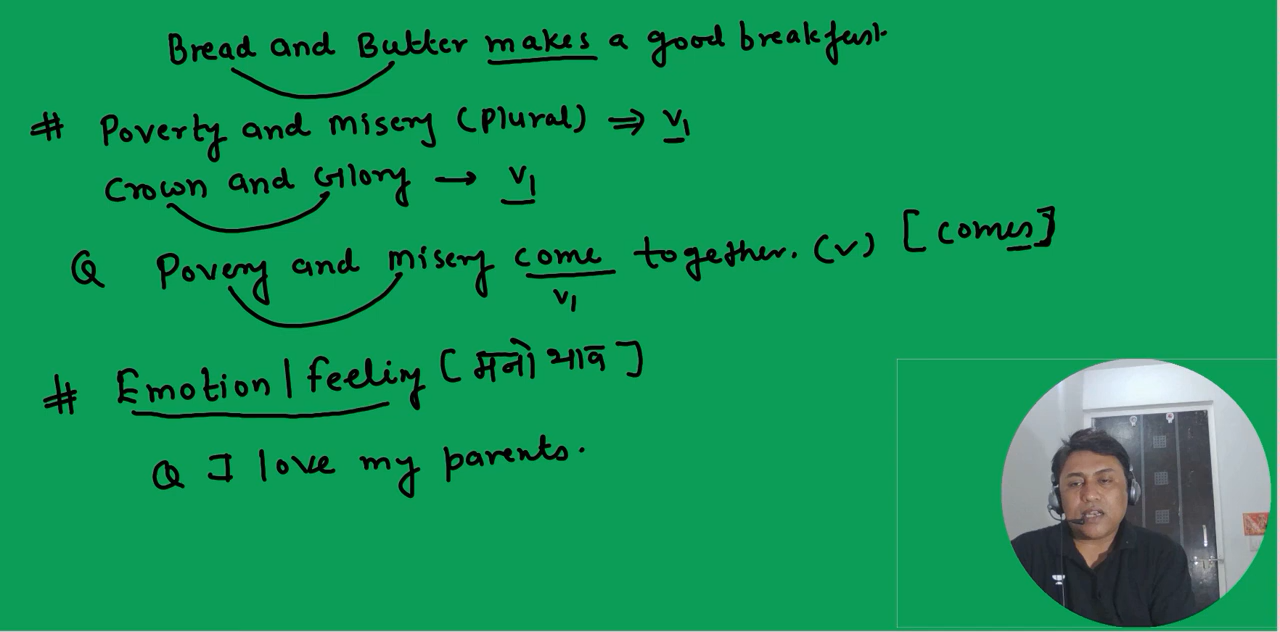 Bread and Butter makes a good breakfast
# Poverty and misery (Plural) ⇒ V1
Crown and Glory → V1
Q Povery and misery come together. (v) [comes]
V1
# Emotion | feeling [मनोभाव]
Q I love my parents.